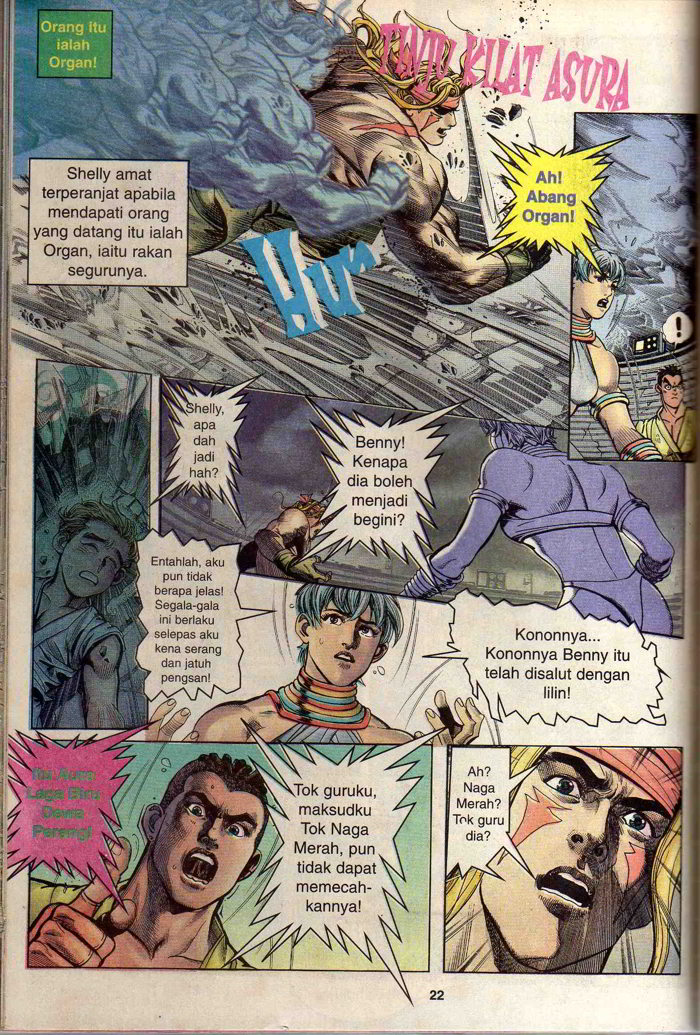 Orang itu
ialah
Organ!
TINJU KILAT ASURA
Shelly amat
terperanjat apabila
mendapati orang
yang datang itu ialah
Organ, iaitu rakan
segurunya.
Ah!
Abang
Organ!
!
Shelly,
apa
dah
jadi
hah?
Benny!
Kenapa
dia boleh
menjadi
begini?
Entahlah, aku
pun tidak
berapa jelas!
Segala-gala
ini berlaku
selepas aku
kena serang
dan jatuh
pengsan!
Kononnya...
Kononnya Benny itu
telah disalut dengan
lilin!
Itu Aura
Laga Biru
Dewa
Perang!
Tok guruku,
maksudku
Tok Naga
Merah, pun
tidak dapat
memecah-
kannya!
Ah?
Naga
Merah?
Tok guru
dia?
22